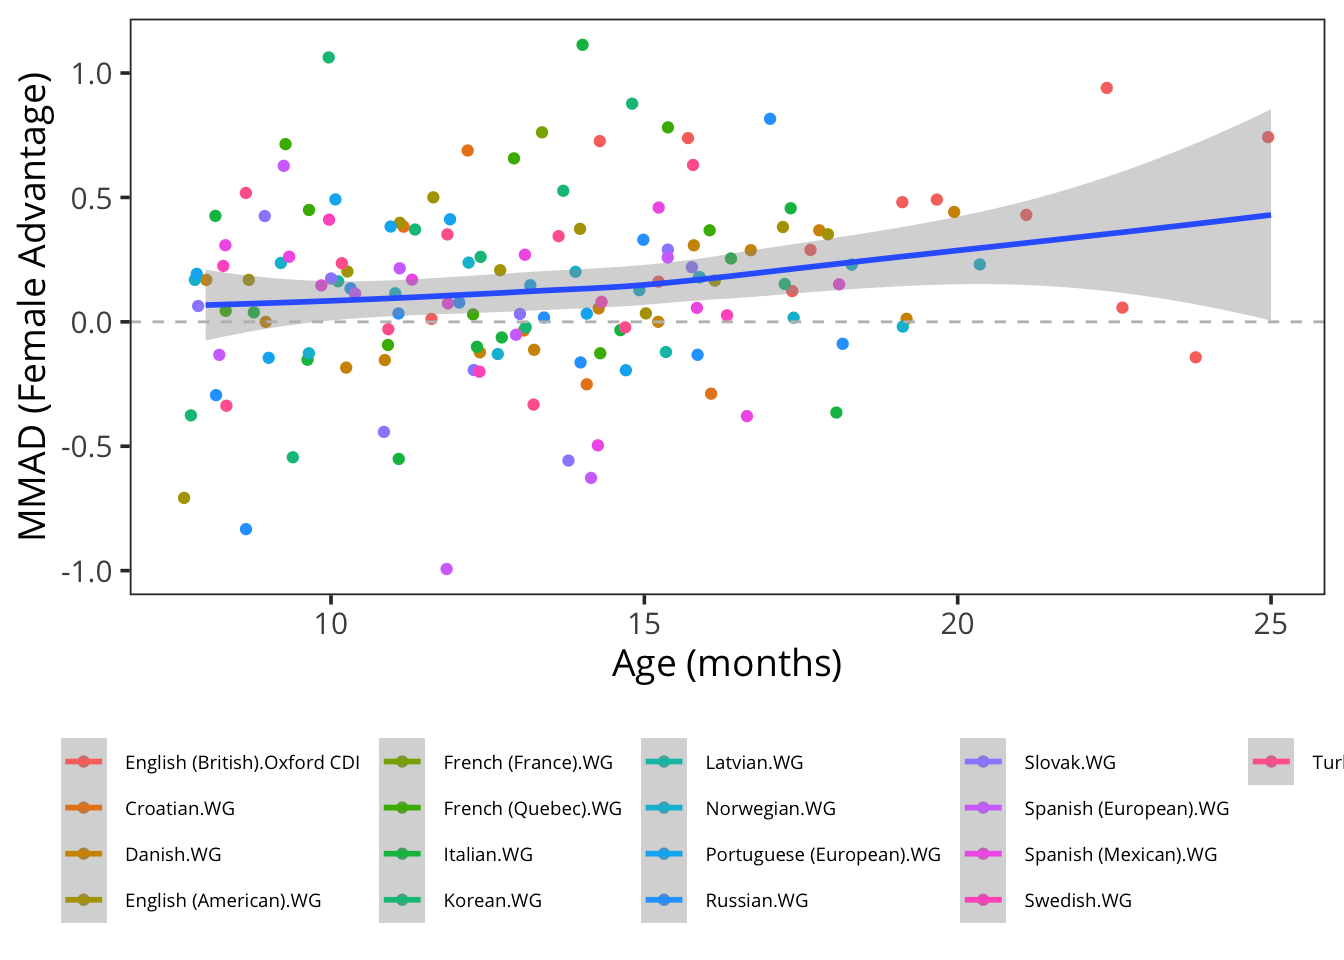 MMAD (Female Advantage)
1.0
0.5
0.0
-0.5
-1.0
10 15 20 25
Age (months)
English (British).Oxford CDI French (France).WG Latvian.WG Slovak.WG
Croatian.WG French (Quebec).WG Norwegian.WG Spanish (European).WG
Danish.WG Italian.WG Portuguese (European).WG Spanish (Mexican).WG
English (American).WG Korean.WG Russian.WG Swedish.WG